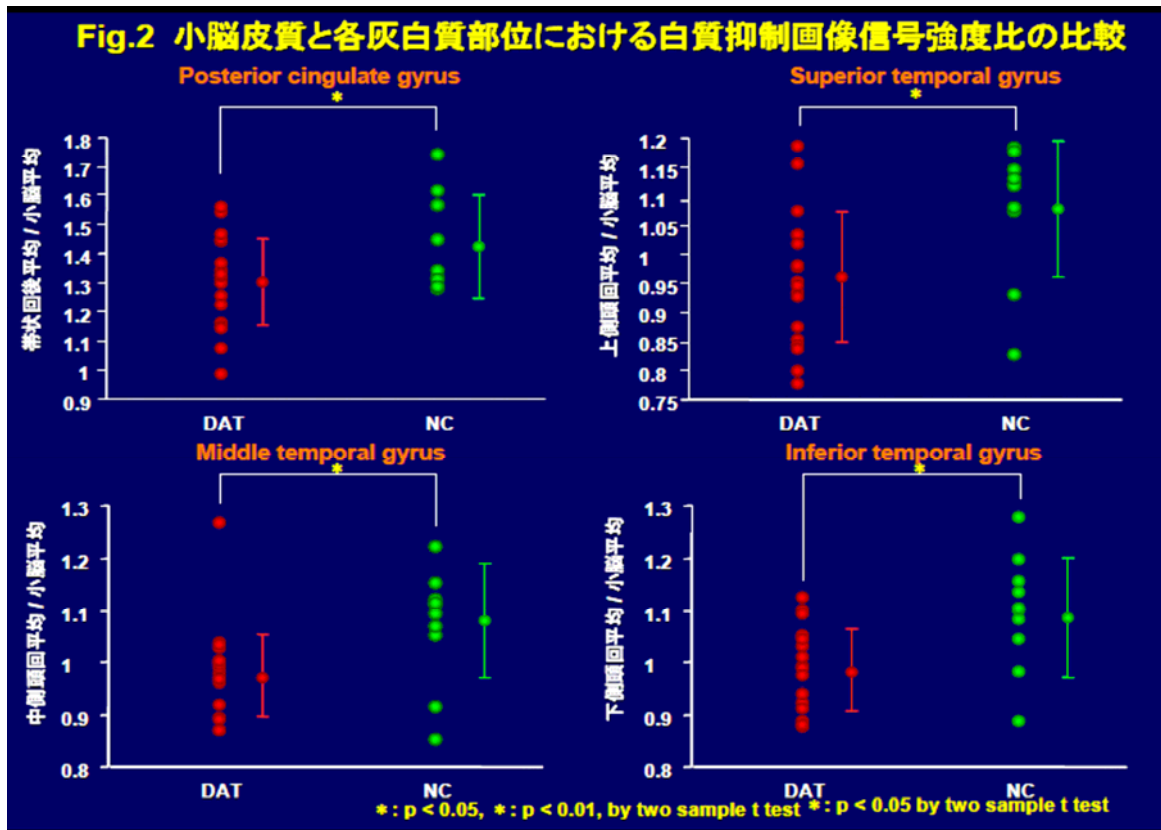 Fig.2 小脳皮質と各灰白質部位における白質抑制画像信号強度比の比較
Posterior cingulate gyrus
*
帯状回後平均 / 小脳平均
1.8
1.7
1.6
1.5
1.4
1.3
1.2
1.1
1
0.9
DAT
NC
Superior temporal gyrus
*
上側頭回平均 / 小脳平均
1.2
1.15
1.1
1.05
1
0.95
0.9
0.85
0.8
0.75
DAT
NC
Middle temporal gyrus
*
中側頭回平均 / 小脳平均
1.3
1.2
1.1
1
0.9
0.8
DAT
NC
Inferior temporal gyrus
*
下側頭回平均 / 小脳平均
1.3
1.2
1.1
1
0.9
0.8
DAT
NC
*: p < 0.05, *: p < 0.01, by two sample t test
*: p < 0.05 by two sample t test